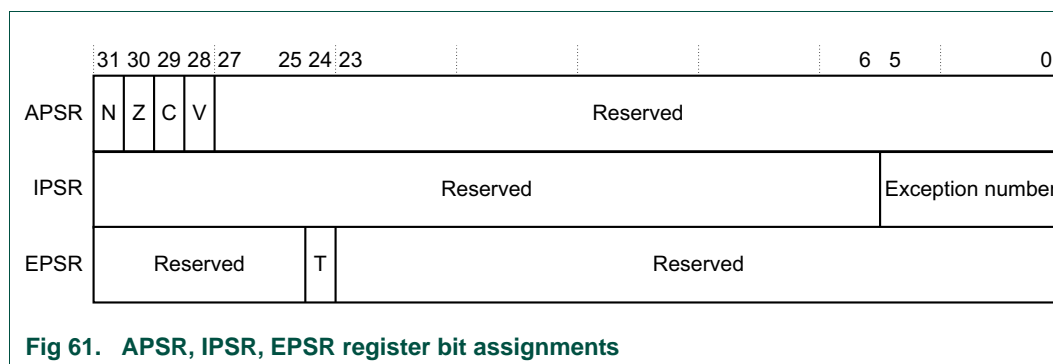 31 30 29 28 27 25 24 23 6 5 0
APSR N Z C V Reserved
IPSR Reserved Exception number
EPSR Reserved T Reserved
Fig 61. APSR, IPSR, EPSR register bit assignments